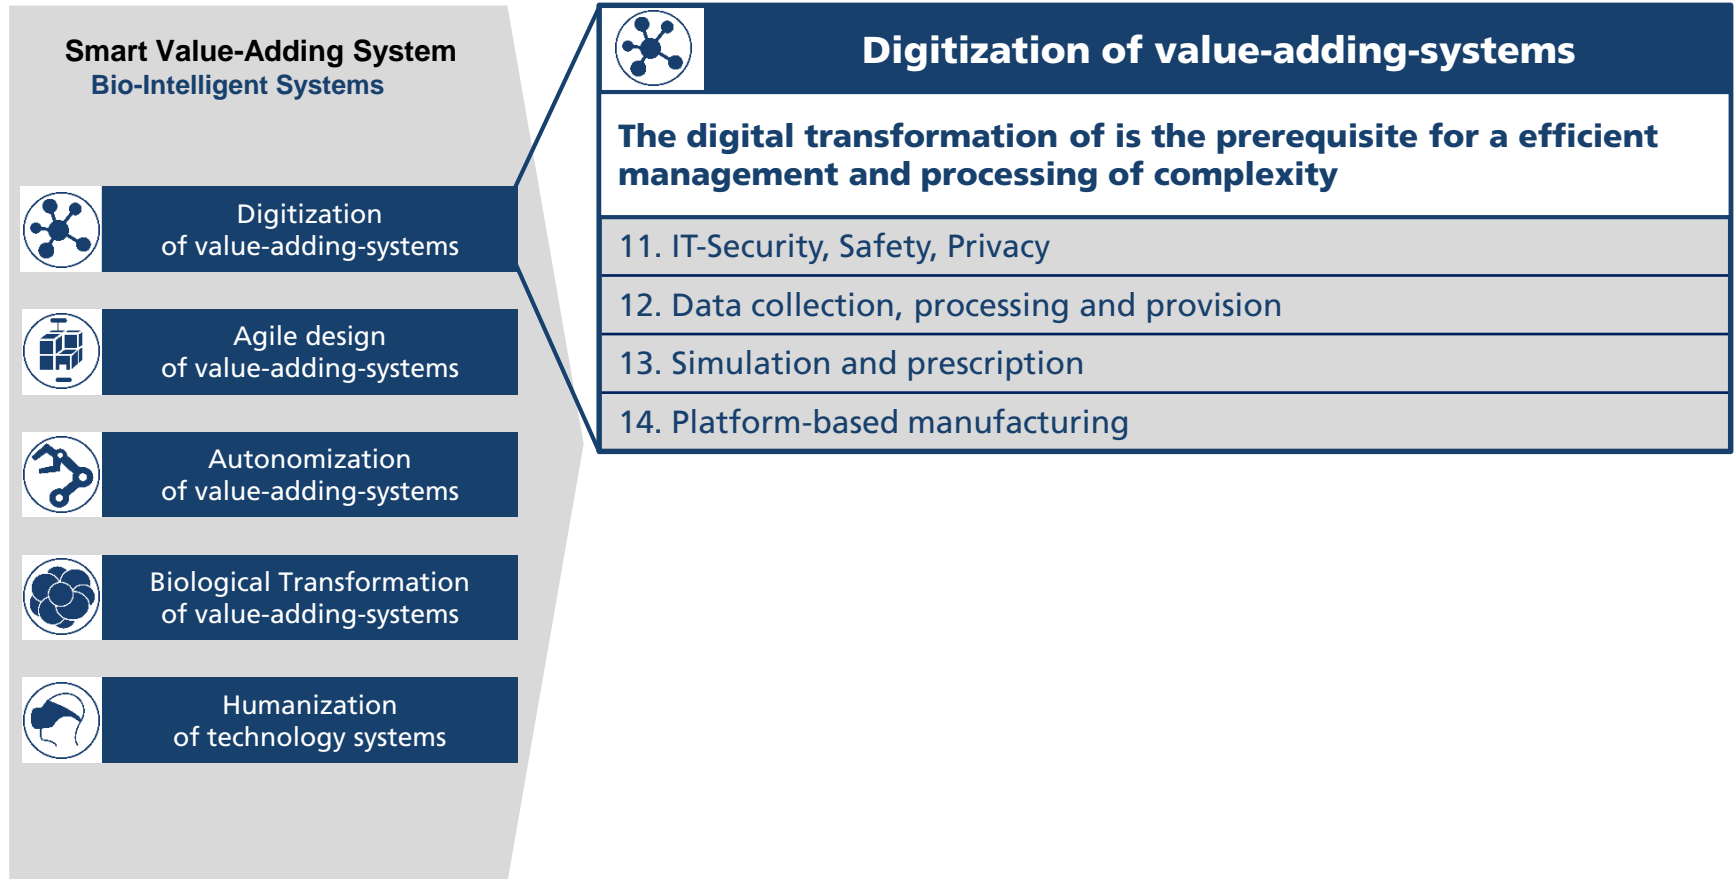 Smart Value-Adding System
Bio-Intelligent Systems
Digitization
of value-adding-systems
Agile design
of value-adding-systems
Autonomization
of value-adding-systems
Biological Transformation
of value-adding-systems
Humanization
of technology systems
Digitization of value-adding-systems
The digital transformation of is the prerequisite for a efficient
management and processing of complexity
11. IT-Security, Safety, Privacy
12. Data collection, processing and provision
13. Simulation and prescription
14. Platform-based manufacturing